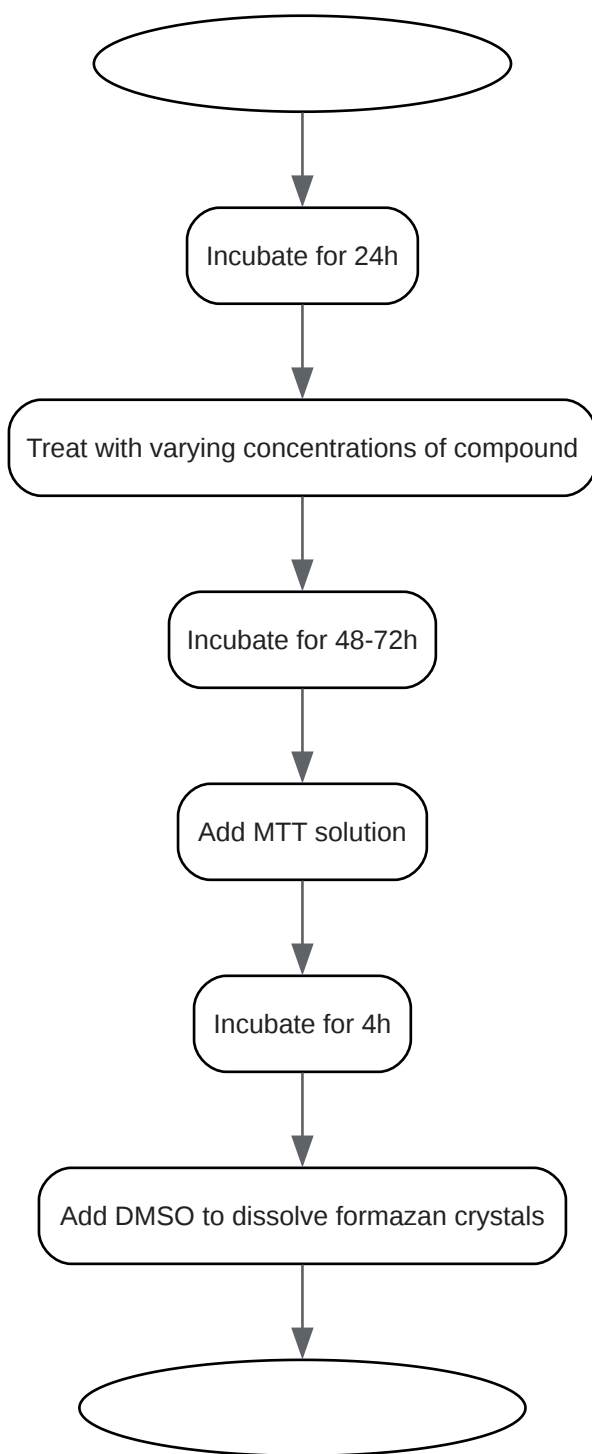 Incubate for 24h
Treat with varying concentrations of compound
Incubate for 48-72h
Add MTT solution
Incubate for 4h
Add DMSO to dissolve formazan crystals